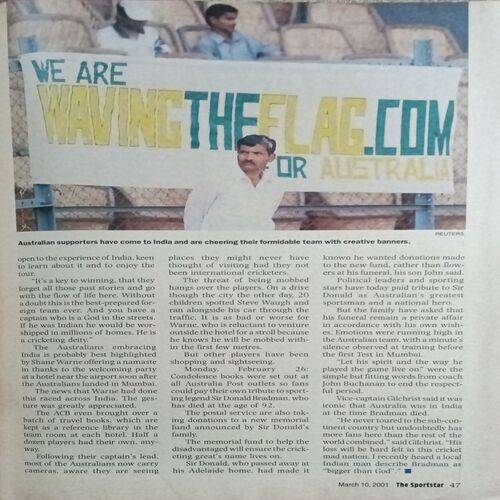 WE ARE
WAVINGTHEFLAG.COM
FOR AUSTRALIA
REUTERS
Australian supporters have come to India and are cheering their formidable team with creative banners.
open to the experience of India, keen
to learn about it and to enjoy the
tour.
"It's a key to winning, that they
forget all those past stories and go
with the flow of life here. Without
doubt this is the best-prepared for-
eign team ever. And you have a
captain who is a God in the streets.
If he was Indian he would be wor-
shipped in millions of homes. He is
a cricketing deity."
The Australians embracing
India is probably best highlighted
by Shane Warne offering a namaste
in thanks to the welcoming party
at a hotel near the airport soon after
the Australians landed in Mumbai.
The news that Warne had done
this raced across India. The ges-
ture was greatly appreciated.
The ACB even brought over a
batch of travel books, which are
kept as a reference library in the
team room at each hotel. Half a
dozen players had their own, any-
way.
Following their captain's lead,
most of the Australians now carry
cameras, aware they are seeing
places they might never have
thought of visiting had they not
been international cricketers.
The threat of being mobbed
hangs over the players. On a drive
though the city the other day, 20
children spotted Steve Waugh and
ran alongside his car through the
traffic. It is as bad or worse for
Warne, who is reluctant to venture
outside the hotel for a stroll because
he knows he will be mobbed with-
in the first few metres.
But other players have been
shopping and sightseeing.
Monday, February 26:
Condolence books were set out at
all Australia Post outlets so fans
could pay their own tribute to sport-
ing legend Sir Donald Bradman, who
has died at the age of 92.
The postal service are also tak-
ing donations to a new memorial
fund announced by Sir Donald's
family.
The memorial fund to help the
disadvantaged will ensure the cric-
keting great's name lives on.
Sir Donald, who passed away at
his Adelaide home, had made it
known he wanted donations made
to the new fund, rather than flow-
ers at his funeral, his son John said.
Political leaders and sporting
stars have today paid tribute to Sir
Donald as Australian's greatest
sportsman and a national hero.
But the family have asked that
his funeral remain a private affair
in accordance with his own wish-
es. Emotions were running high in
the Australian team, with a minute's
silence observed at training before
the first Test in Mumbai.
"Let his spirit and the way he
played the game live on" were the
simple but fitting words from coach
John Buchanan to end the respect-
ful period.
Vice-captain Gilchrist said it was
ironic that Australia was in India
at the time Bradman died.
"He never toured to the sub-con-
tinent country but undoubtedly has
more fans here than the rest of the
world combined," said Gilchrist. "His
loss will be hard felt in this cricket
mad nation. I recently read a local
Indian man describe Bradman as
"bigger than God"."
March 10, 2001 The Sportstar 47